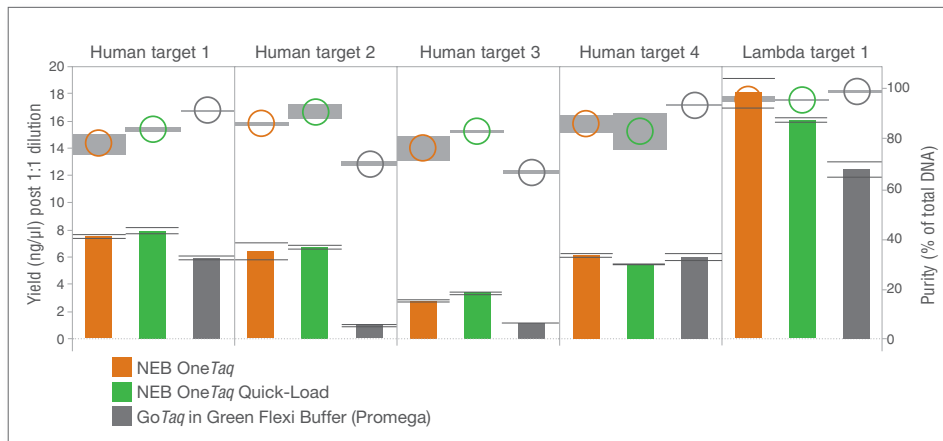 Human target 1 Human target 2 Human target 3 Human target 4 Lambda target 1
Yield (ng/µl) post 1:1 dilution
20
18
16
14
12
10
8
6
4
2
0
100
80
60
40
20
0
Purity (% of total DNA)
NEB OneTaq
NEB OneTaq Quick-Load
GoTaq in Green Flexi Buffer (Promega)